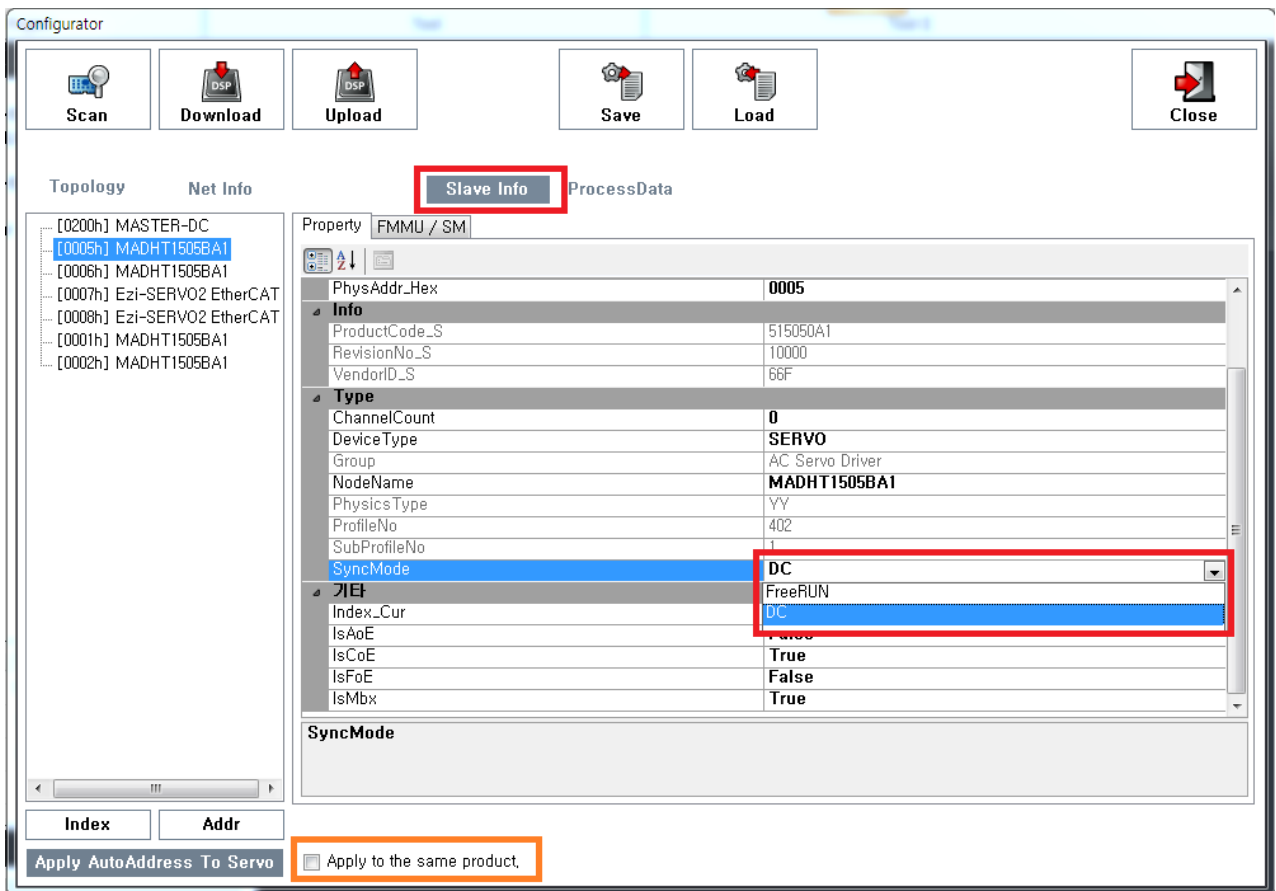 Configurator
DSP
DSP
Scan
Download
Upload
Save
Load
Close
Topology
Net Info
Slave Info
ProcessData
[0200h] MASTER-DC
[0005h] MADHT1505BA1
[0006h] MADHT1505BA1
[0007h] Ezi-SERVO2 EtherCAT
[0008h] Ezi-SERVO2 EtherCAT
[0001h] MADHT1505BA1
[0002h] MADHT1505BA1
Property
FMMU / SM
PhysAddr_Hex 0005
Info
ProductCode_S 515050A1
RevisionNo_S 10000
VendorID_S 66F
Type
ChannelCount 0
DeviceType SERVO
Group AC Servo Driver
NodeName MADHT1505BA1
PhysicsType YY
ProfileNo 402
SubProfileNo 1
SyncMode DC
기타
FreeRUN
Index_Cur
DC
IsAoE False
IsCoE True
IsFoE False
IsMbx True
SyncMode
Index
Addr
Apply AutoAddress To Servo
Apply to the same product,